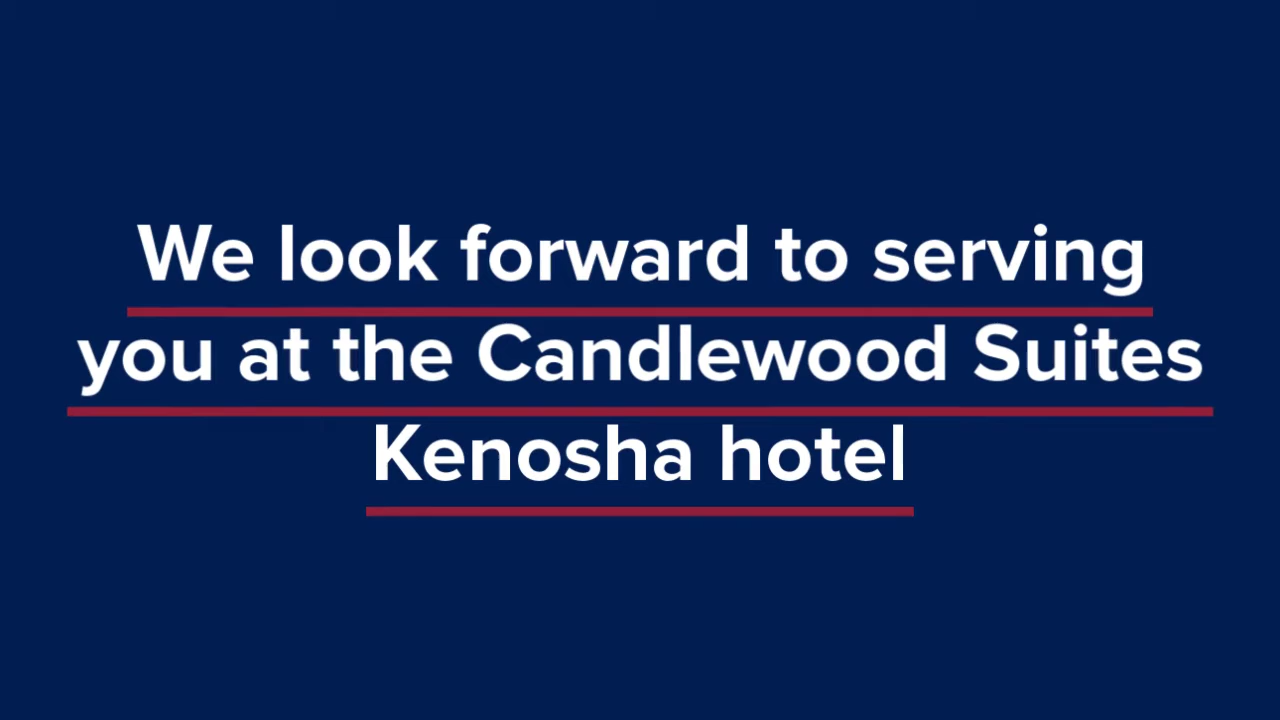 We look forward to serving
you at the Candlewood Suites
Kenosha hotel